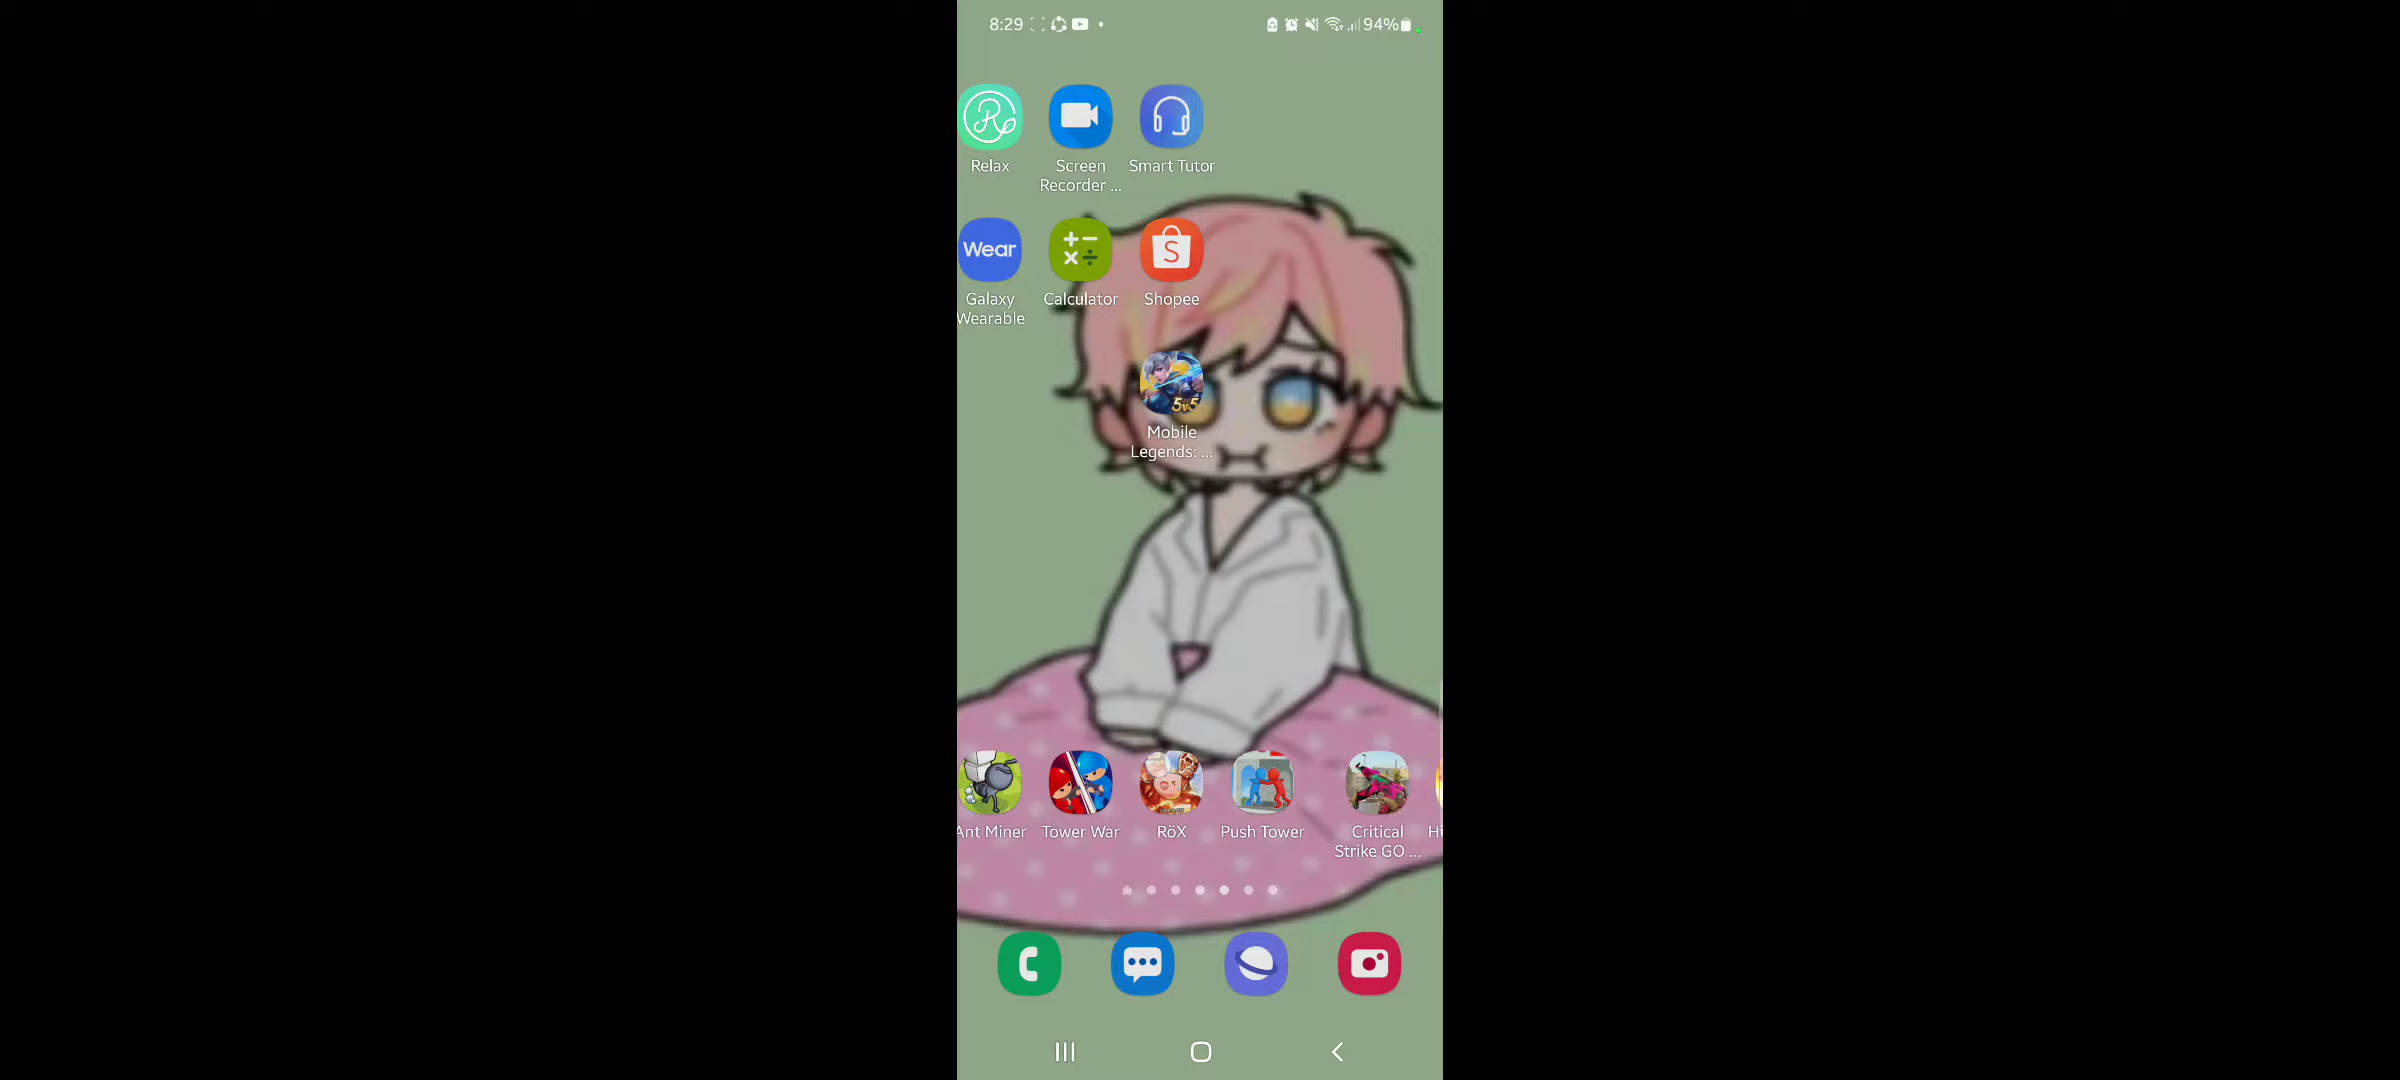 8:29 94%
Relax
Screen
Recorder ...
Smart Tutor
Wear
Galaxy
Wearable
Calculator
S
Shopee
5v5
Mobile
Legends: ...
Ant Miner
Tower War
RöX
Push Tower
Critical
Strike GO ...